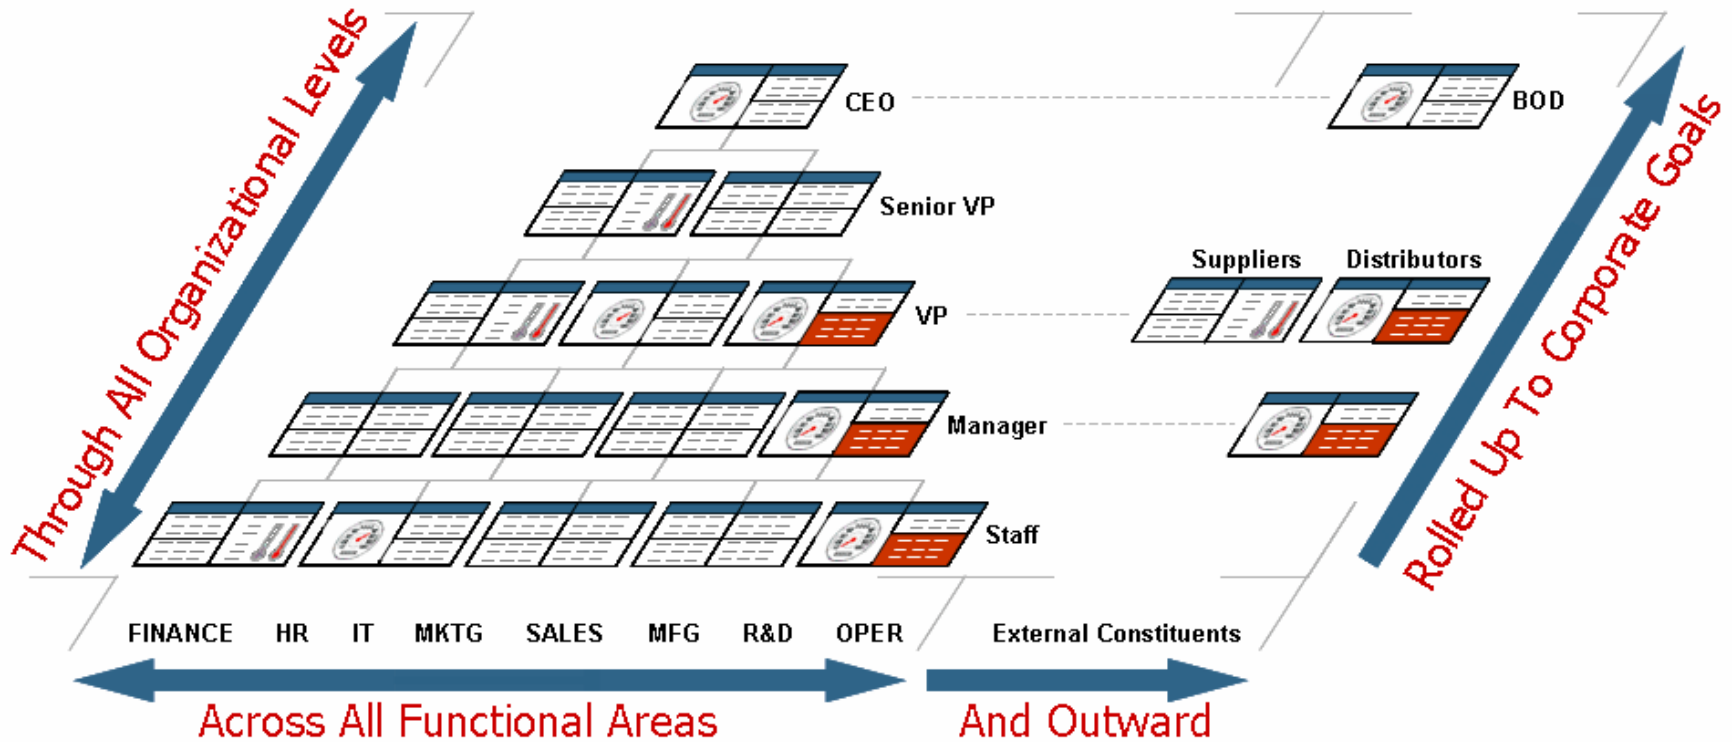 Through All Organizational Levels
CEO
BOD
Senior VP
Suppliers
Distributors
VP
Manager
Staff
Rolled Up To Corporate Goals
FINANCE HR IT MKTG SALES MFG R&D OPER
External Constituents
Across All Functional Areas
And Outward